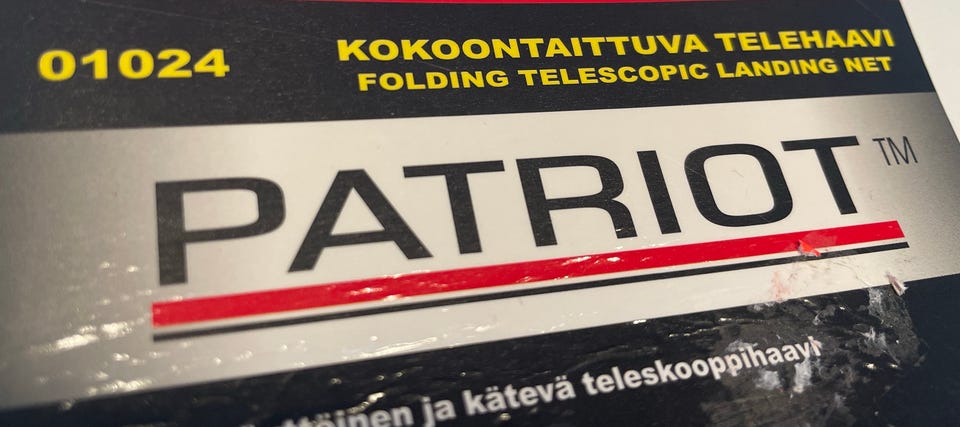 01024
KOKOONTAITTUVA TELEHAAVI
FOLDING TELESCOPIC LANDING NET
PATRIOT™
ja kätevä teleskooppihaavi